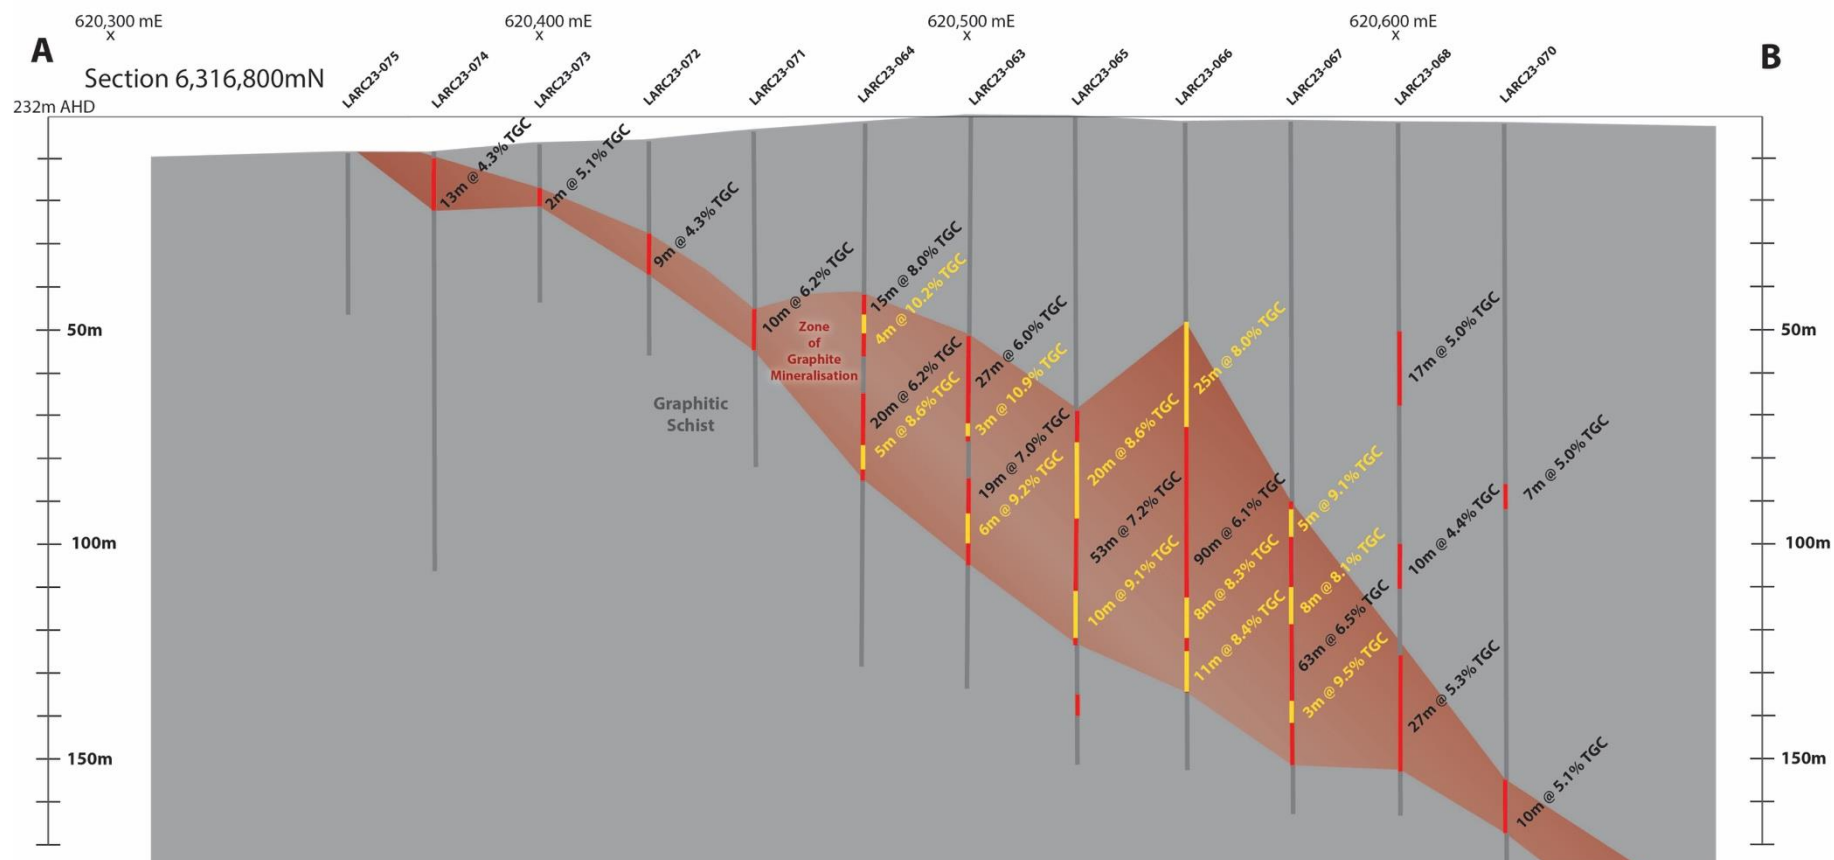 620,300 mE
620,400 mE
620,500 mE
620,600 mE
x
x
x
x
A
B
Section 6,316,800mN
232m AHD
LARC23-075
LARC23-074
LARC23-073
LARC23-072
LARC23-071
LARC23-064
LARC23-063
LARC23-065
LARC23-066
LARC23-067
LARC23-068
LARC23-070
13m @ 4.3% TGC
2m @ 5.1% TGC
9m @ 4.3% TGC
10m @ 6.2% TGC
15m @ 8.0% TGC
4m @ 10.2% TGC
20m @ 6.2% TGC
5m @ 8.6% TGC
27m @ 6.0% TGC
3m @ 10.9% TGC
19m @ 7.0% TGC
6m @ 9.2% TGC
20m @ 8.6% TGC
53m @ 7.2% TGC
10m @ 9.1% TGC
25m @ 8.0% TGC
90m @ 6.1% TGC
8m @ 8.3% TGC
11m @ 8.4% TGC
5m @ 9.1% TGC
8m @ 8.1% TGC
63m @ 6.5% TGC
3m @ 9.5% TGC
17m @ 5.0% TGC
10m @ 4.4% TGC
27m @ 5.3% TGC
7m @ 5.0% TGC
10m @ 5.1% TGC
Zone
of
Graphite
Mineralisation
Graphitic
Schist
50m
100m
150m
50m
100m
150m